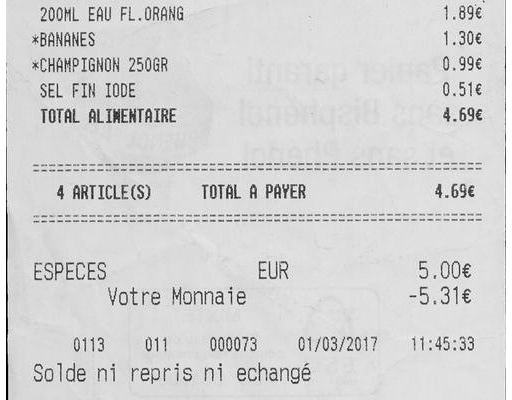 200ML EAU FL.ORANG 1.89€
*BANANES 1.30€
*CHAMPIGNON 250GR 0.99€
SEL FIN IODE 0.51€
TOTAL ALIMENTAIRE 4.69€
4 ARTICLE(S) TOTAL A PAYER 4.69€
ESPECES EUR 5.00€
Votre Monnaie -5.31€
0113 011 000073 01/03/2017 11:45:33
Solde ni repris ni echangé